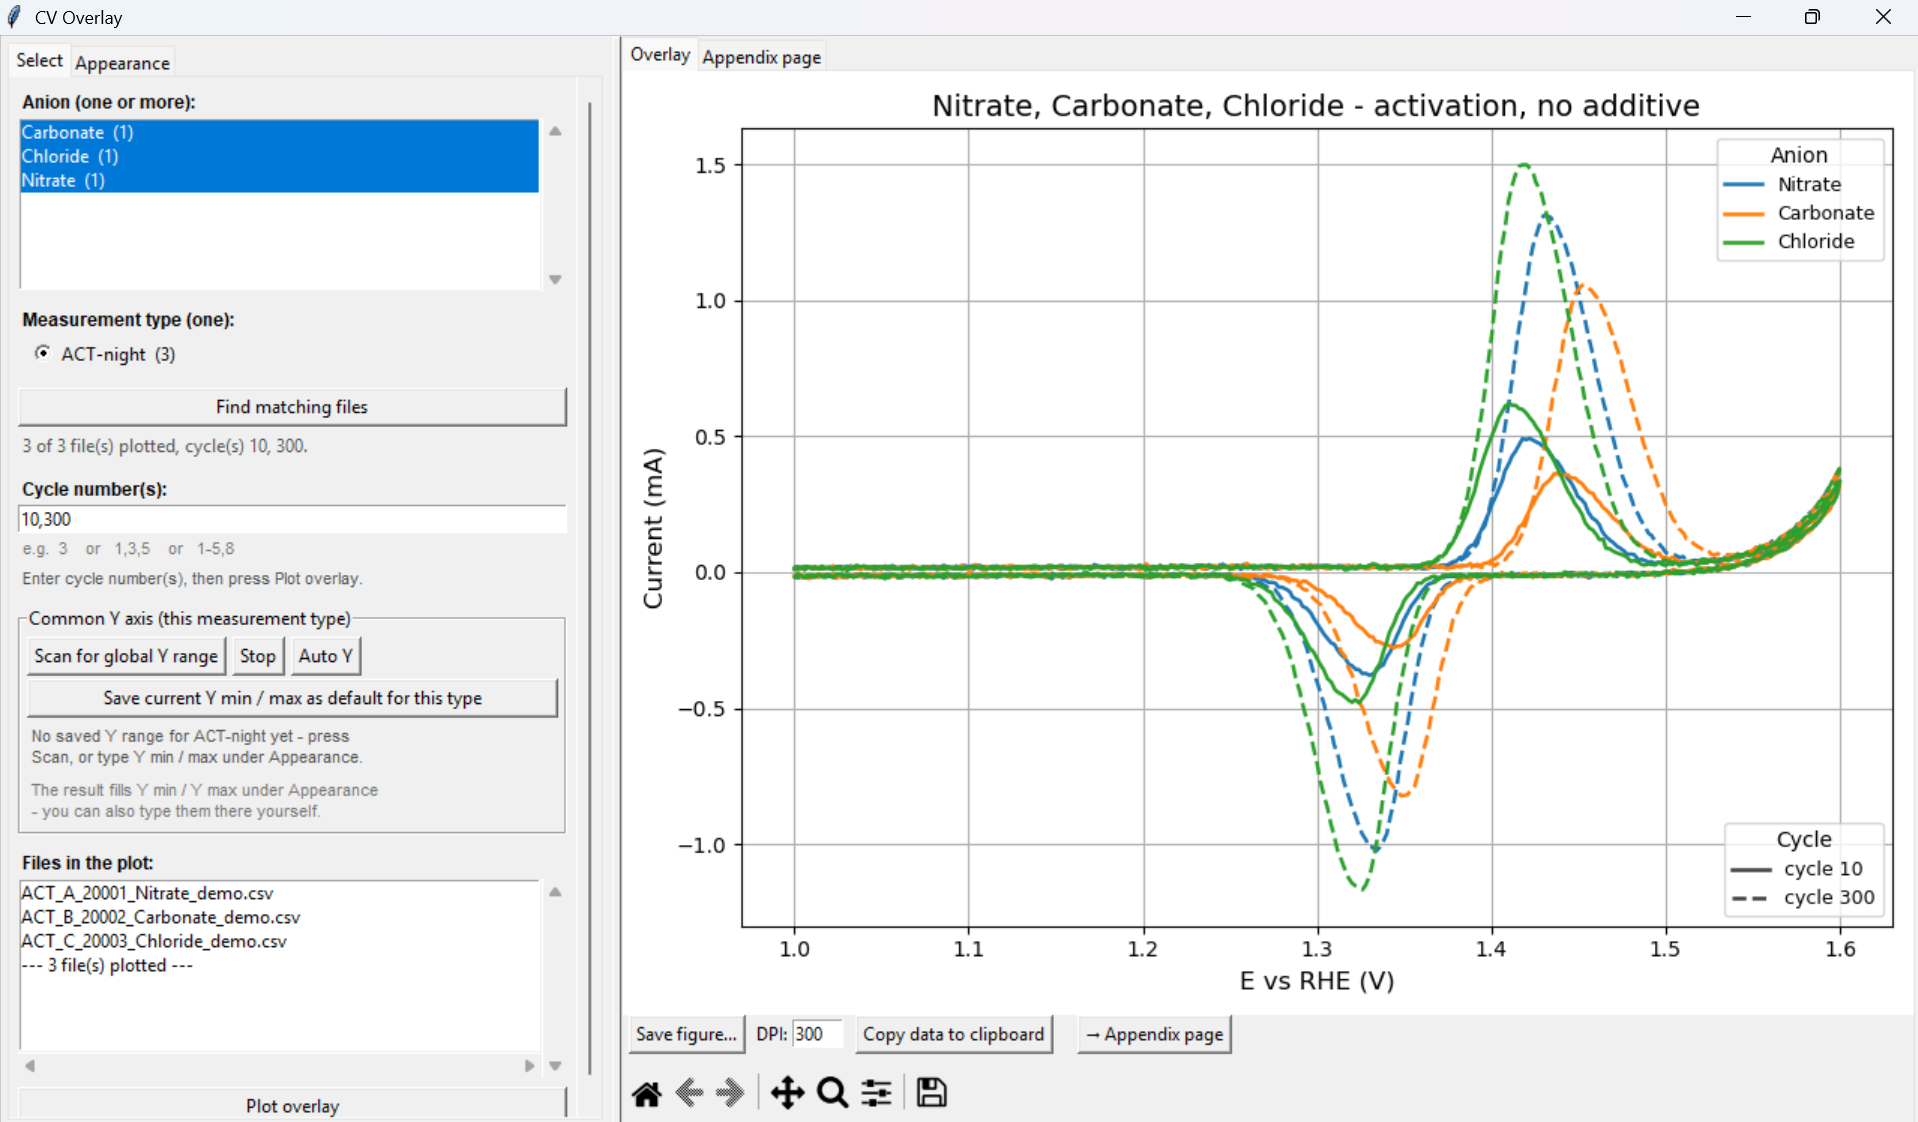 CV Overlay
Select
Appearance
Anion (one or more):
Carbonate (1)
Chloride (1)
Nitrate (1)
Measurement type (one):
ACT-night (3)
Find matching files
3 of 3 file(s) plotted, cycle(s) 10, 300.
Cycle number(s):
10,300
e.g. 3 or 1,3,5 or 1-5,8
Enter cycle number(s), then press Plot overlay.
Common Y axis (this measurement type)
Scan for global Y range
Stop
Auto Y
Save current Y min / max as default for this type
No saved Y range for ACT-night yet - press
Scan, or type Y min / max under Appearance.
The result fills Y min / Y max under Appearance
- you can also type them there yourself.
Files in the plot:
ACT_A_20001_Nitrate_demo.csv
ACT_B_20002_Carbonate_demo.csv
ACT_C_20003_Chloride_demo.csv
--- 3 file(s) plotted ---
Plot overlay
Overlay
Appendix page
Nitrate, Carbonate, Chloride - activation, no additive
Current (mA)
1.5
1.0
0.5
0.0
−0.5
−1.0
Anion
Nitrate
Carbonate
Chloride
Cycle
cycle 10
cycle 300
1.0
1.1
1.2
1.3
1.4
1.5
1.6
E vs RHE (V)
Save figure...
DPI:
300
Copy data to clipboard
→ Appendix page